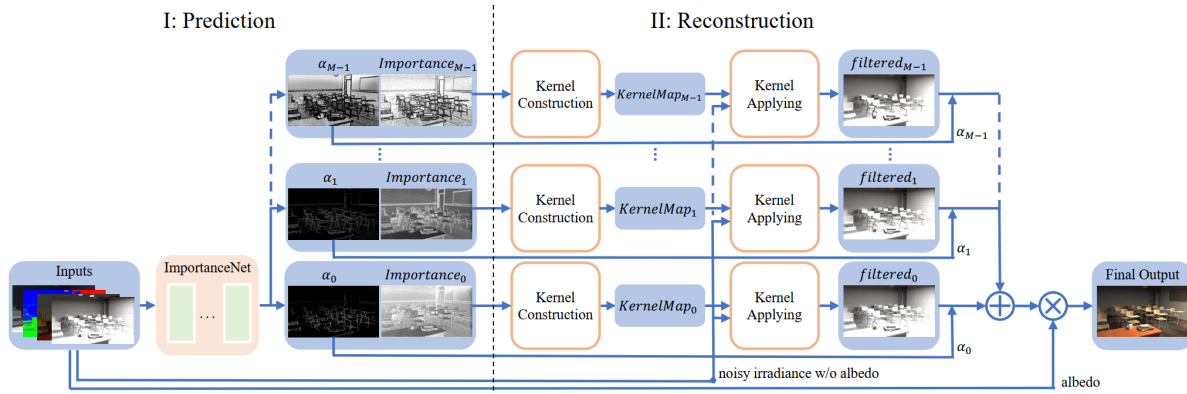 I: Prediction
II: Reconstruction
α_{M-1} Importance_{M-1}
Kernel
Construction
KernelMap_{M-1}
Kernel
Applying
filtered_{M-1}
α_{M-1}
α_1 Importance_1
Kernel
Construction
KernelMap_1
Kernel
Applying
filtered_1
α_1
Inputs
ImportanceNet
...
α_0 Importance_0
Kernel
Construction
KernelMap_0
Kernel
Applying
filtered_0
α_0
Final Output
noisy irradiance w/o albedo
albedo